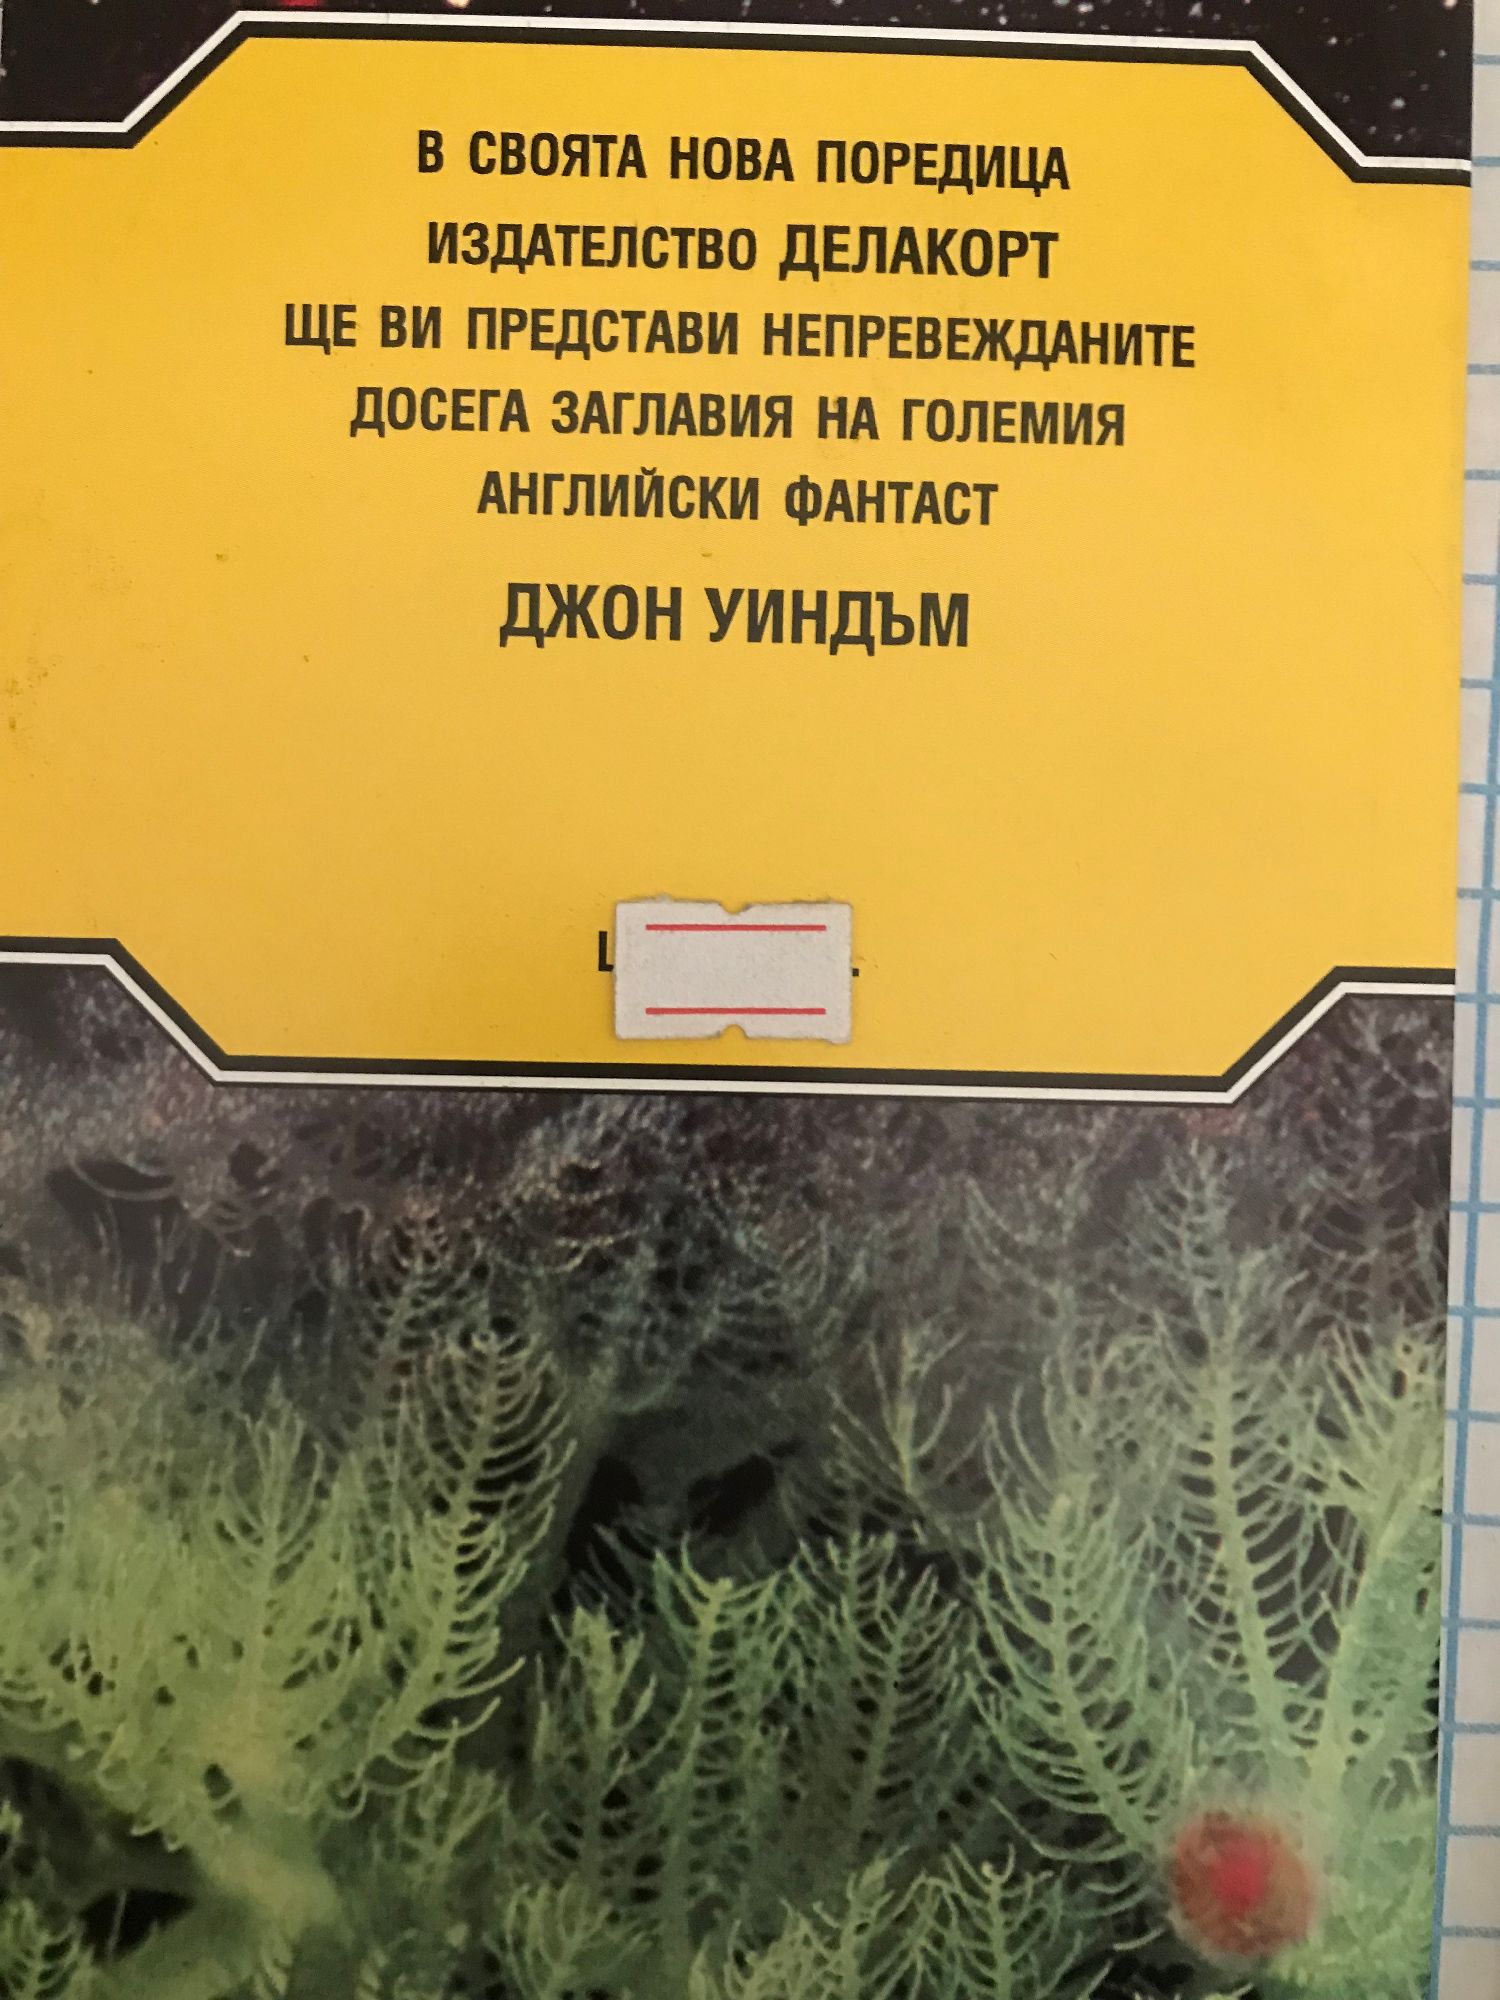 В СВОЯТА НОВА ПОРЕДИЦА
ИЗДАТЕЛСТВО ДЕЛАКОРТ
ЩЕ ВИ ПРЕДСТАВИ НЕПРЕВЕЖДАНИТЕ
ДОСЕГА ЗАГЛАВИЯ НА ГОЛЕМИЯ
АНГЛИЙСКИ ФАНТАСТ
ДЖОН УИНДЪМ